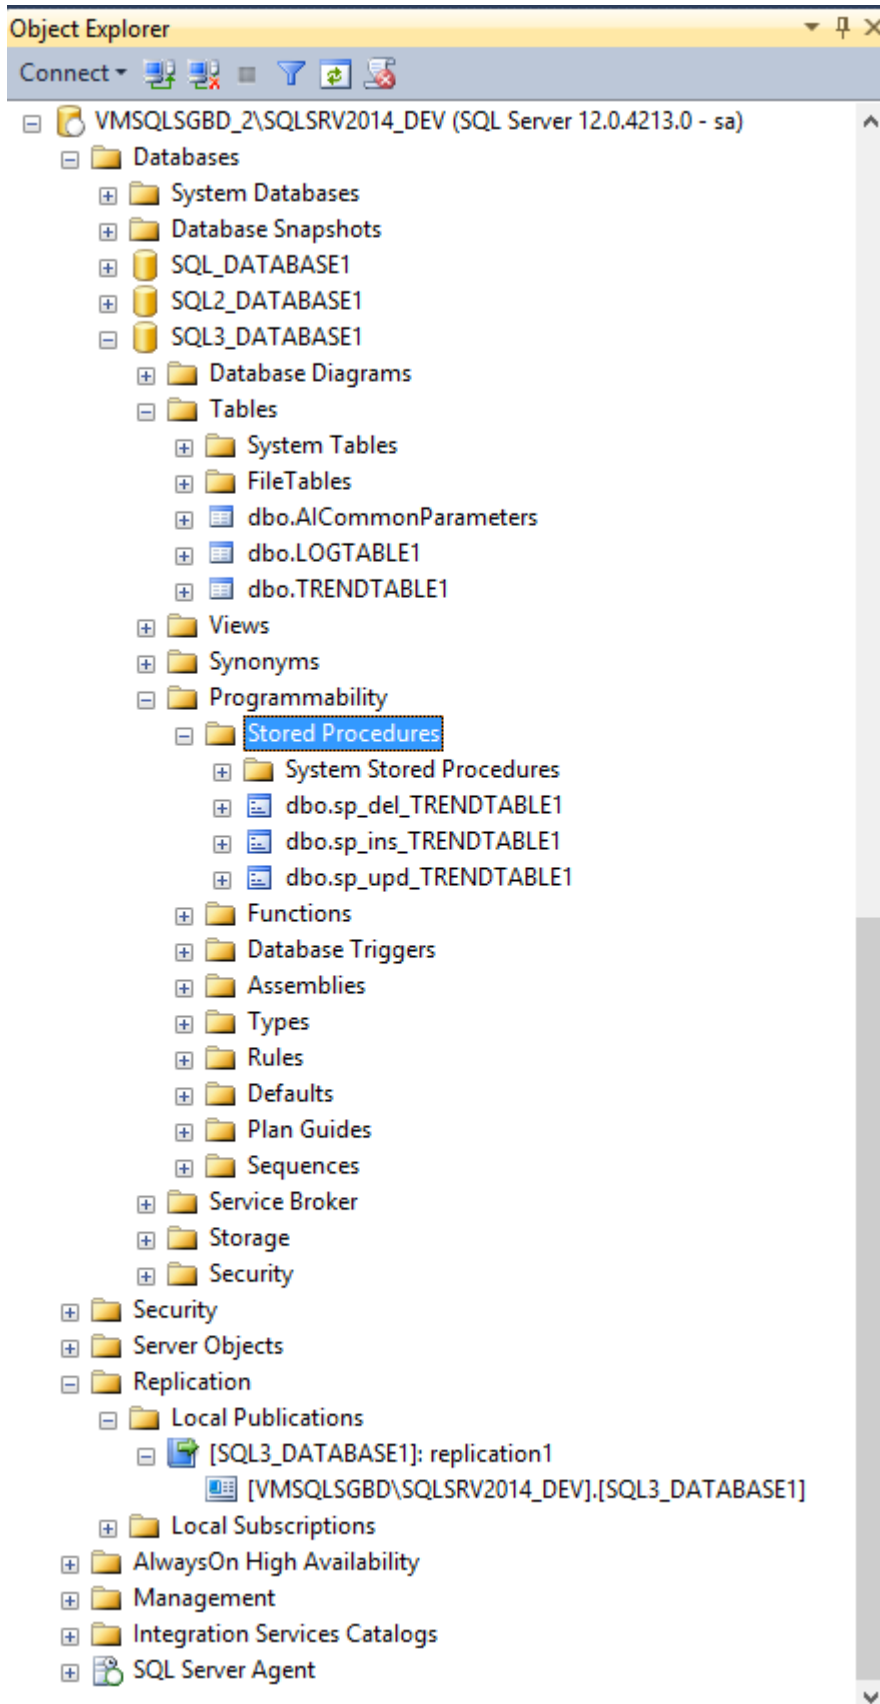 Object Explorer
Connect
VMSQLSGBD_2\SQLSRV2014_DEV (SQL Server 12.0.4213.0 - sa)
Databases
System Databases
Database Snapshots
SQL_DATABASE1
SQL2_DATABASE1
SQL3_DATABASE1
Database Diagrams
Tables
System Tables
FileTables
dbo.AlCommonParameters
dbo.LOGTABLE1
dbo.TRENDTABLE1
Views
Synonyms
Programmability
Stored Procedures
System Stored Procedures
dbo.sp_del_TRENDTABLE1
dbo.sp_ins_TRENDTABLE1
dbo.sp_upd_TRENDTABLE1
Functions
Database Triggers
Assemblies
Types
Rules
Defaults
Plan Guides
Sequences
Service Broker
Storage
Security
Security
Server Objects
Replication
Local Publications
[SQL3_DATABASE1]: replication1
[VMSQLSGBD\SQLSRV2014_DEV].[SQL3_DATABASE1]
Local Subscriptions
AlwaysOn High Availability
Management
Integration Services Catalogs
SQL Server Agent